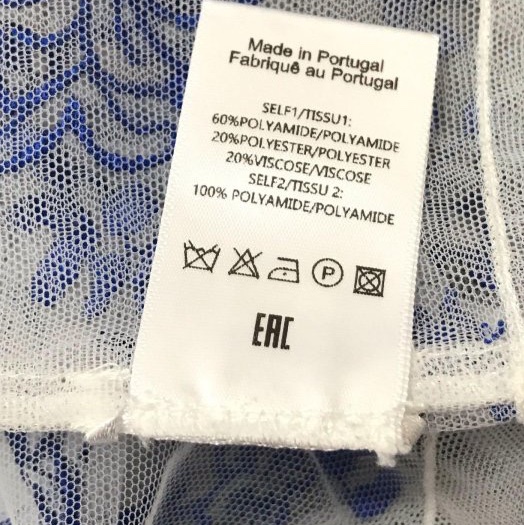 Made in Portugal
Fabriquê au Portugal
SELF1/TISSU1:
60%POLYAMIDE/POLYAMIDE
20%POLYESTER/POLYESTER
20%VISCOSE/VISCOSE
SELF2/TISSU 2:
100% POLYAMIDE/POLYAMIDE
P
EAC